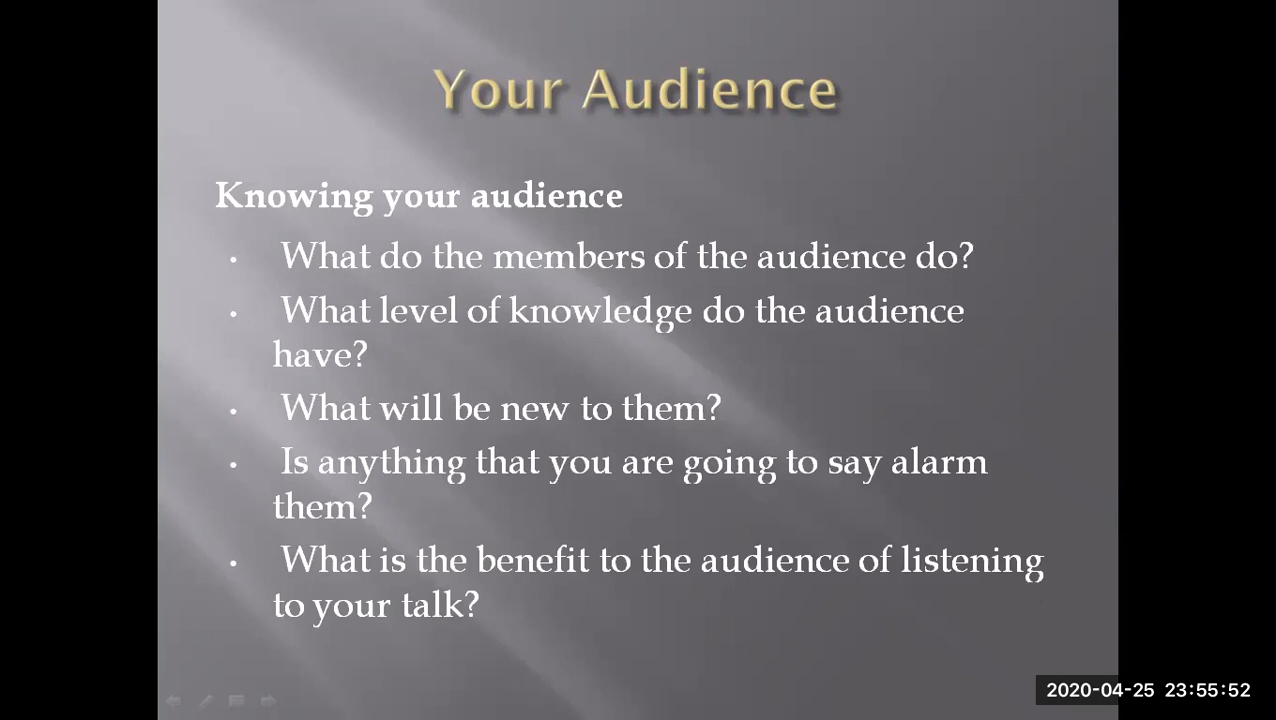 Your Audience
Knowing your audience
• What do the members of the audience do?
• What level of knowledge do the audience
have?
• What will be new to them?
• Is anything that you are going to say alarm
them?
• What is the benefit to the audience of listening
to your talk?
2020-04-25 23:55:52